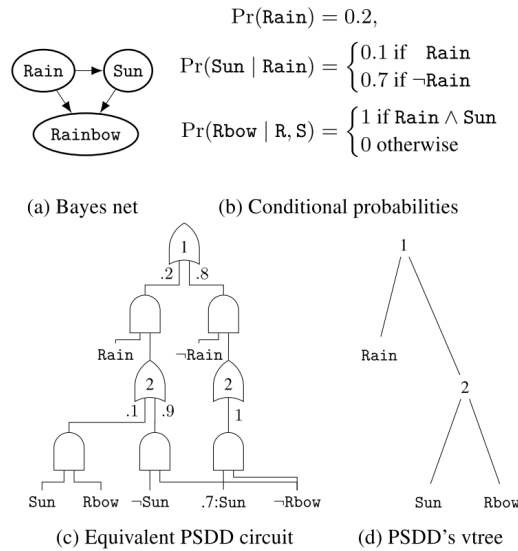 Pr(Rain) = 0.2,
Rain
Sun
Rainbow
Pr(Sun | Rain) = { 0.1 if Rain
0.7 if ¬Rain
Pr(Rbow | R, S) = { 1 if Rain ∧ Sun
0 otherwise
(a) Bayes net
(b) Conditional probabilities
1
.2 .8
Rain
¬Rain
2
2
.1 .9
1
Sun Rbow ¬Sun .7:Sun ¬Rbow
(c) Equivalent PSDD circuit
1
Rain
2
Sun Rbow
(d) PSDD's vtree